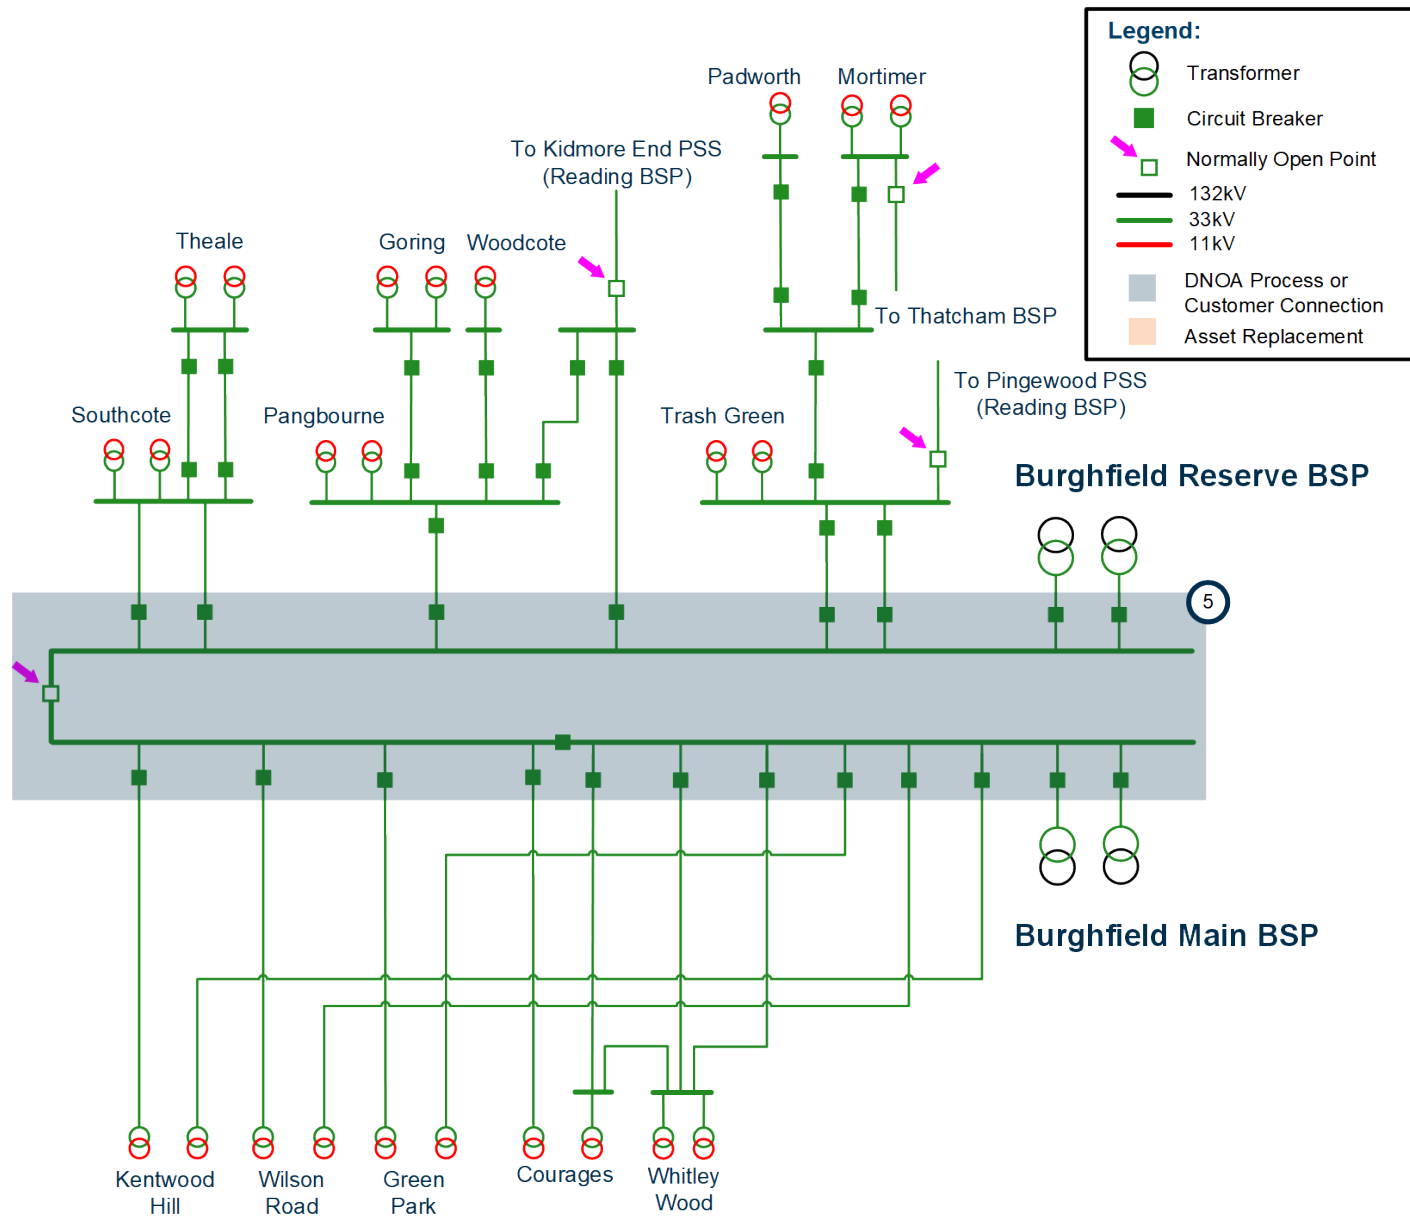 Legend:
Transformer
Circuit Breaker
Normally Open Point
132kV
33kV
11kV
DNOA Process or
Customer Connection
Asset Replacement
Padworth
Mortimer
To Kidmore End PSS
(Reading BSP)
Theale
Goring
Woodcote
To Thatcham BSP
To Pingewood PSS
(Reading BSP)
Southcote
Pangbourne
Trash Green
Burghfield Reserve BSP
5
Burghfield Main BSP
Kentwood
Hill
Wilson
Road
Green
Park
Courages
Whitley
Wood